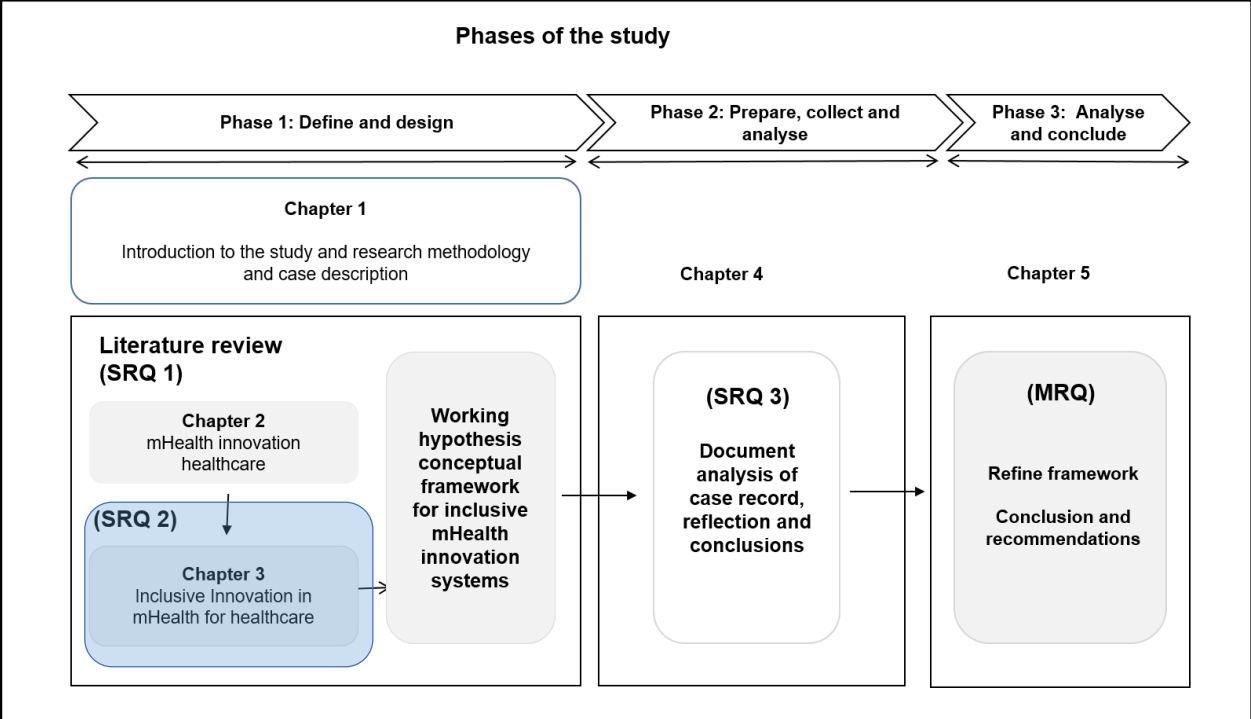 Phases of the study
Phase 1: Define and design
Phase 2: Prepare, collect and
analyse
Phase 3:  Analyse
and conclude
Chapter 1
Introduction to the study and research methodology
and case description
Chapter 4
Chapter 5
Literature review
(SRQ 1)
Chapter 2
mHealth innovation
healthcare
(SRQ 2)
Chapter 3
Inclusive Innovation in
mHealth for healthcare
Working
hypothesis
conceptual
framework
for inclusive
mHealth
innovation
systems
(SRQ 3)
Document
analysis of
case record,
reflection and
conclusions
(MRQ)
Refine framework
Conclusion and
recommendations